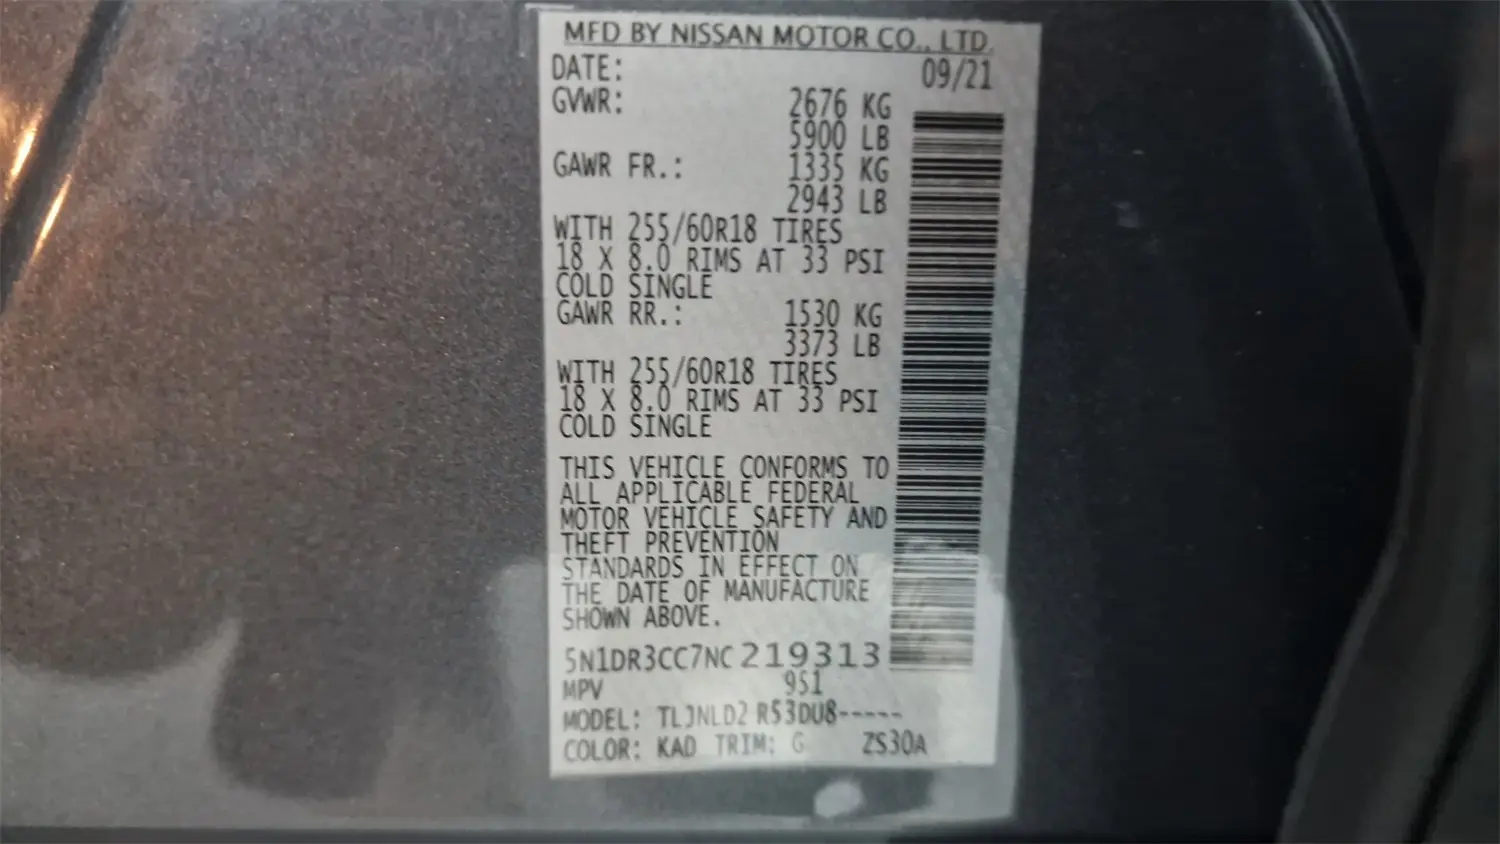 MFD BY NISSAN MOTOR CO., LTD.
DATE: 09/21
GVWR: 2676 KG
5900 LB
GAWR FR.: 1335 KG
2943 LB
WITH 255/60R18 TIRES
18 X 8.0 RIMS AT 33 PSI
COLD SINGLE
GAWR RR.: 1530 KG
3373 LB
WITH 255/60R18 TIRES
18 X 8.0 RIMS AT 33 PSI
COLD SINGLE
THIS VEHICLE CONFORMS TO
ALL APPLICABLE FEDERAL
MOTOR VEHICLE SAFETY AND
THEFT PREVENTION
STANDARDS IN EFFECT ON
THE DATE OF MANUFACTURE
SHOWN ABOVE.
5N1DR3CC7NC219313
MPV 951
MODEL: TLJNLD2 R53DU8-----
COLOR: KAD TRIM: G ZS30A